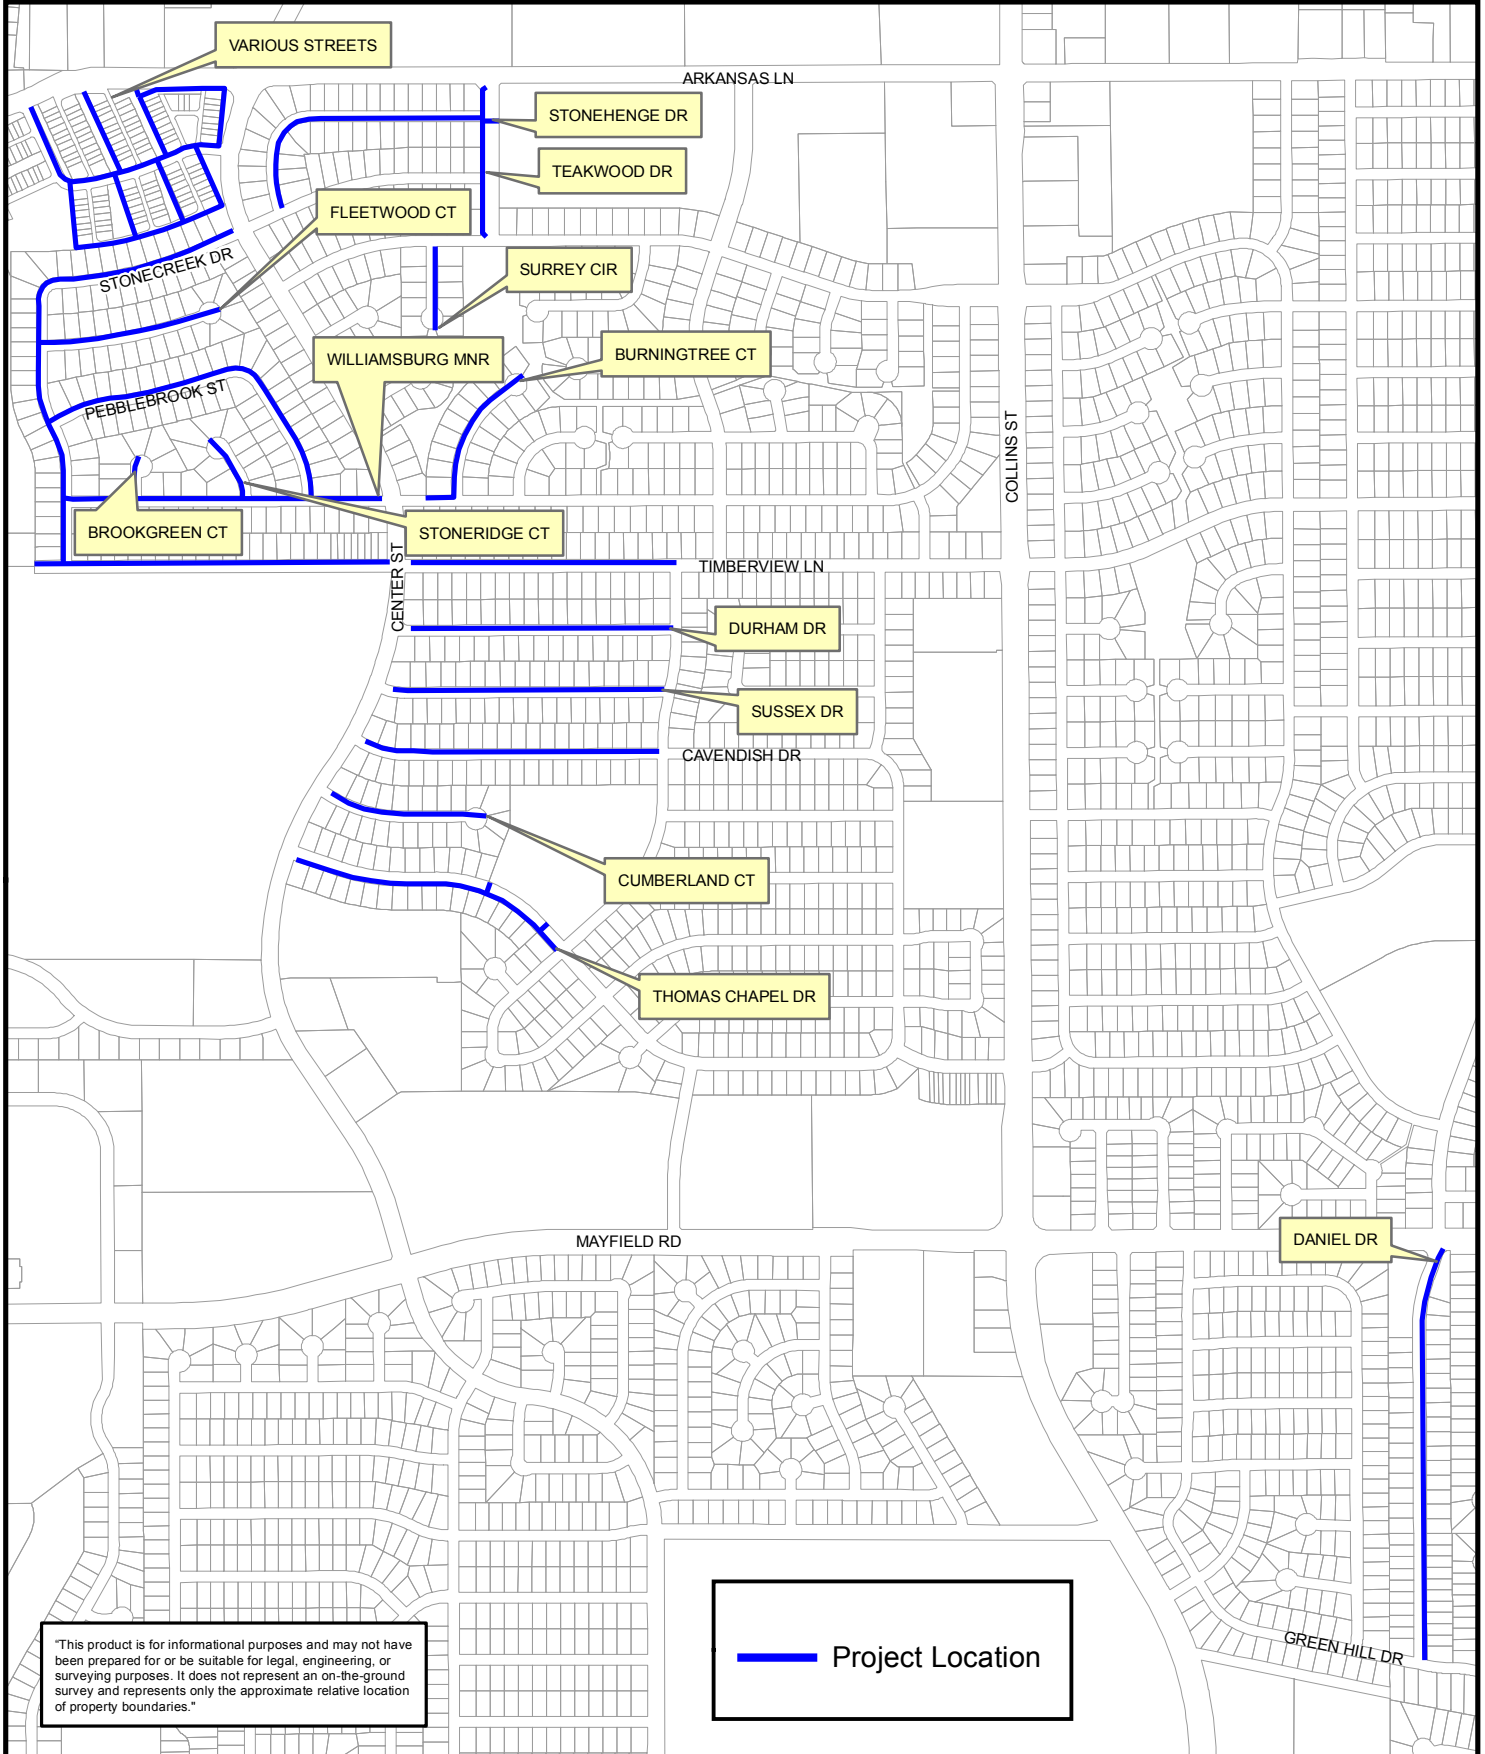 VARIOUS STREETS
ARKANSAS LN
STONEHENGE DR
TEAKWOOD DR
FLEETWOOD CT
STONECREEK DR
SURREY CIR
WILLIAMSBURG MNR
BURNINGTREE CT
PEBBLEBROOK ST
COLLINS ST
BROOKGREEN CT
STONERIDGE CT
CENTER ST
TIMBERVIEW LN
DURHAM DR
SUSSEX DR
CAVENDISH DR
CUMBERLAND CT
THOMAS CHAPEL DR
MAYFIELD RD
DANIEL DR
GREEN HILL DR
"This product is for informational purposes and may not have
been prepared for or be suitable for legal, engineering, or
surveying purposes. It does not represent an on-the-ground
survey and represents only the approximate relative location
of property boundaries."
Project Location